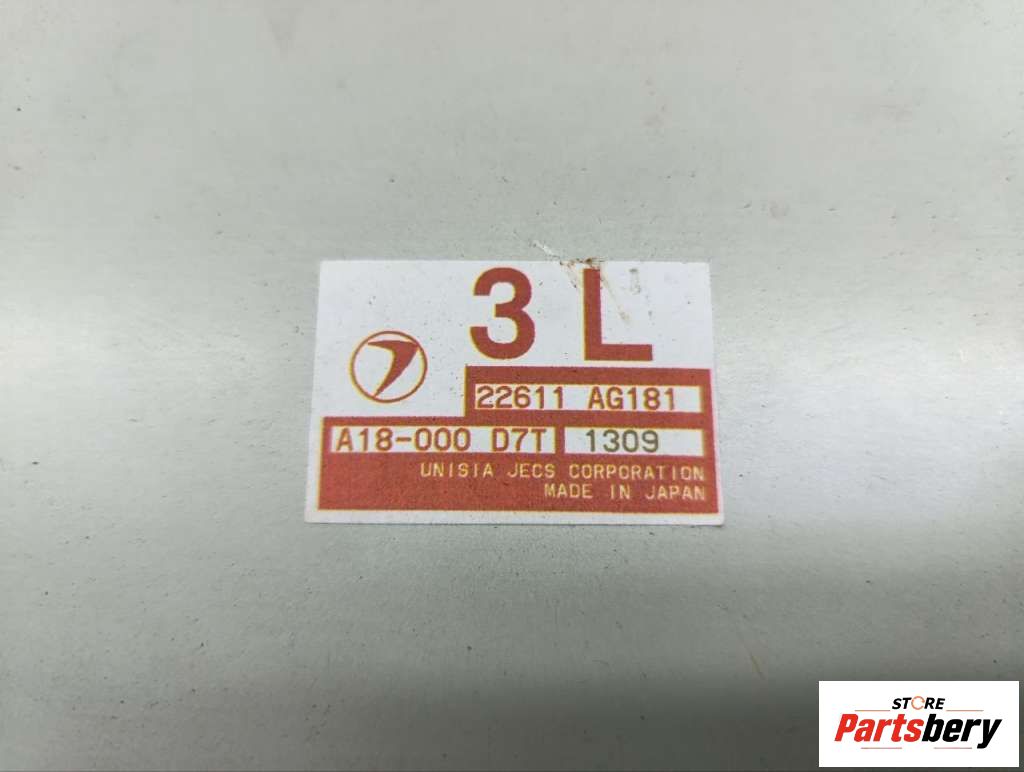 3 L
22611 AG181
A18-000 D7T 1309
UNISIA JECS CORPORATION
MADE IN JAPAN
STORE
Partsbery